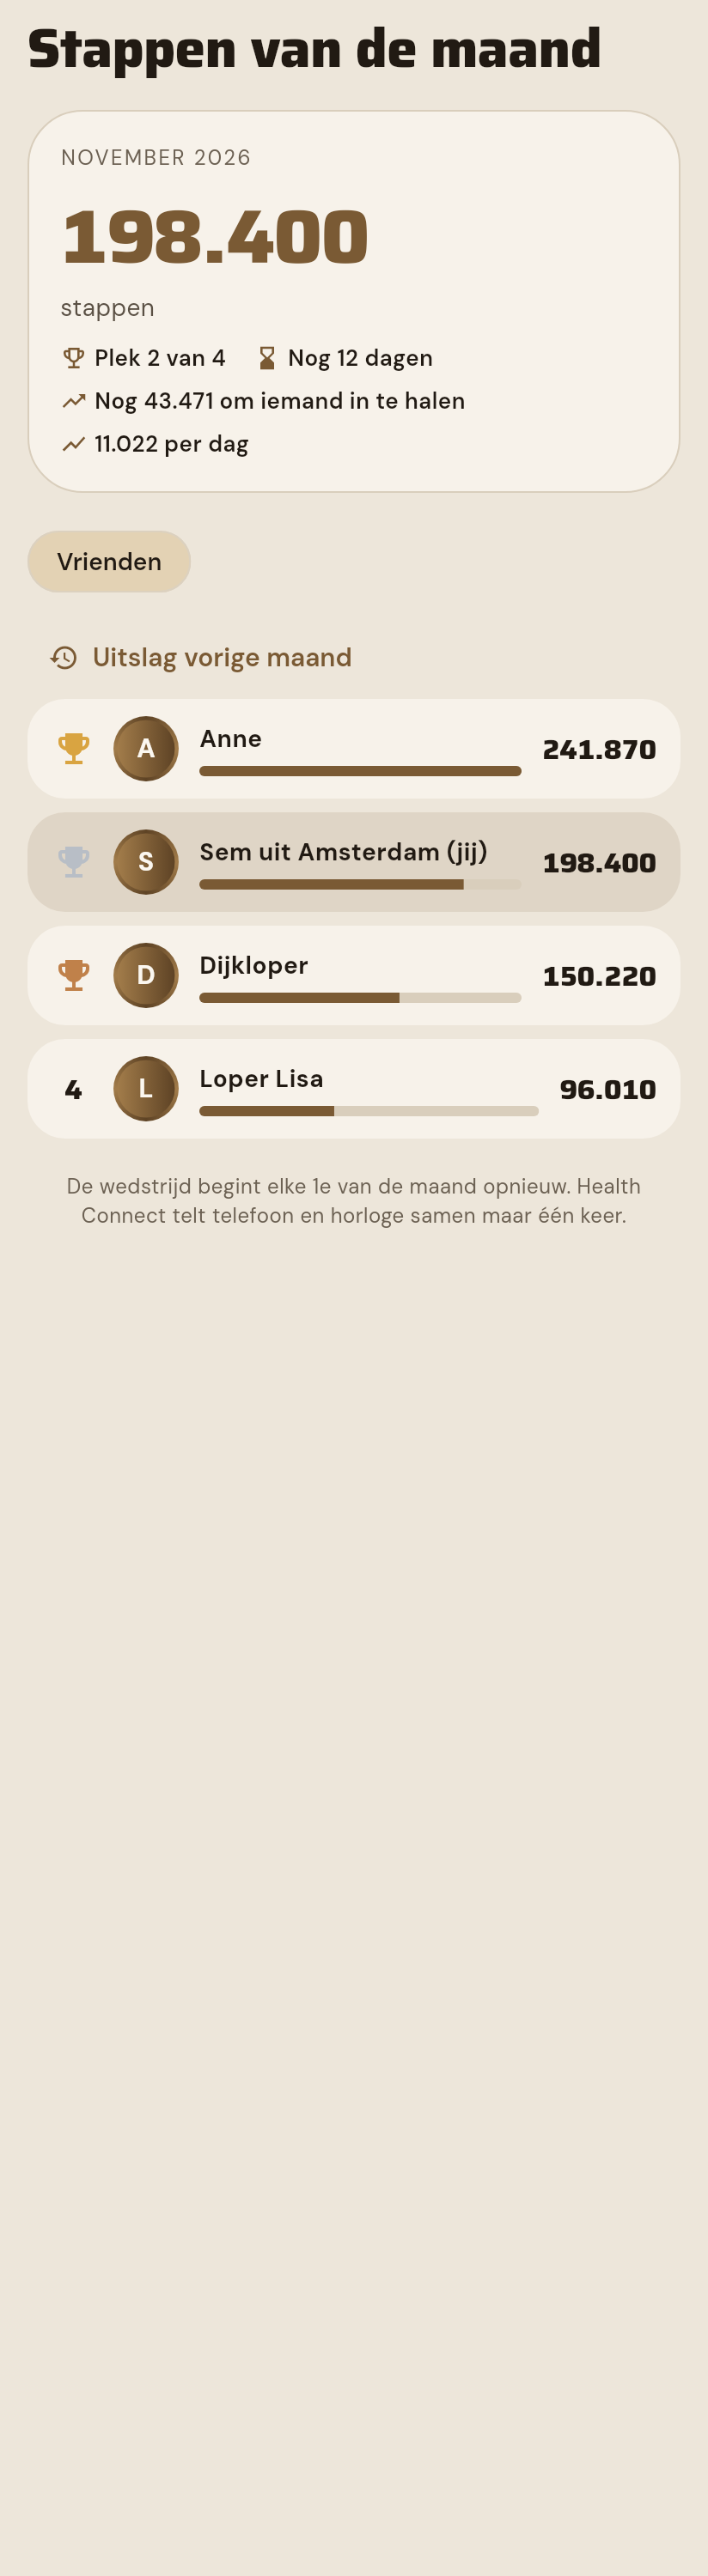 Stappen van de maand
NOVEMBER 2026
198.400
stappen
Plek 2 van 4
Nog 12 dagen
Nog 43.471 om iemand in te halen
11.022 per dag
Vrienden
Uitslag vorige maand
A
Anne
241.870
S
Sem uit Amsterdam (jij)
198.400
D
Dijkloper
150.220
4
L
Loper Lisa
96.010
De wedstrijd begint elke 1e van de maand opnieuw. Health
Connect telt telefoon en horloge samen maar één keer.